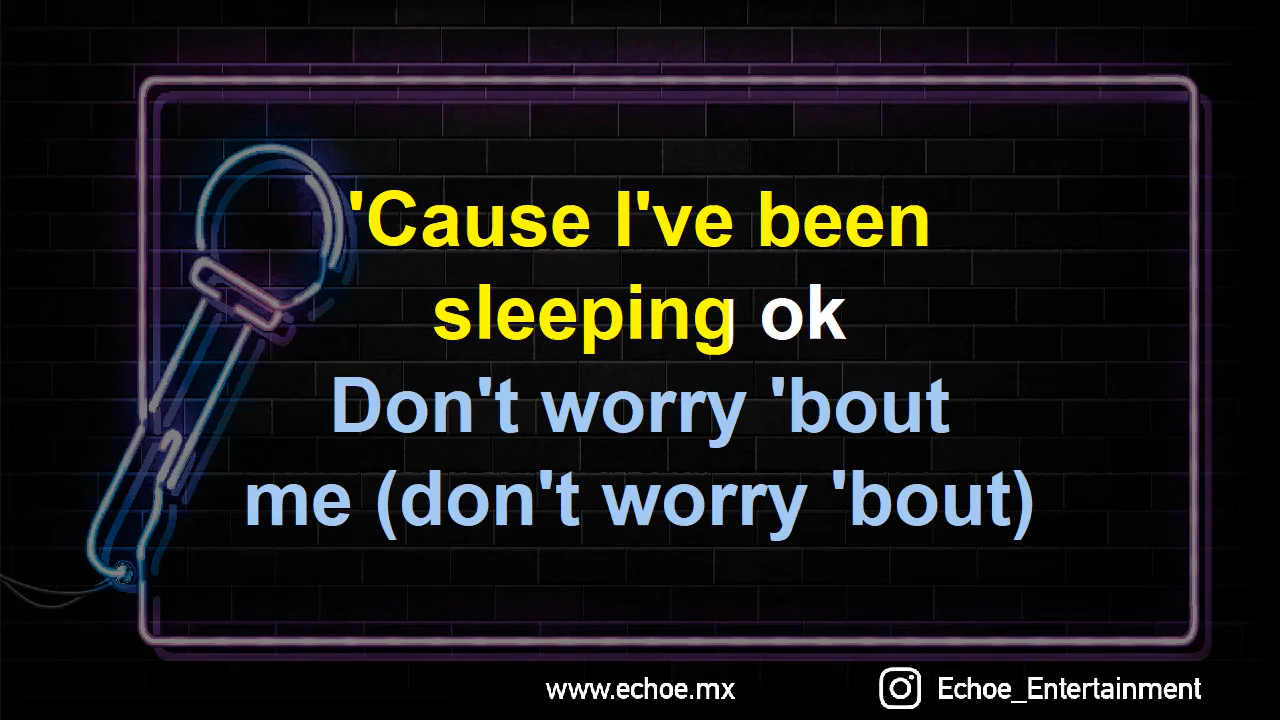 'Cause I've been
sleeping ok
Don't worry 'bout
me (don't worry 'bout)
www.echoe.mx
Echoe_Entertainment